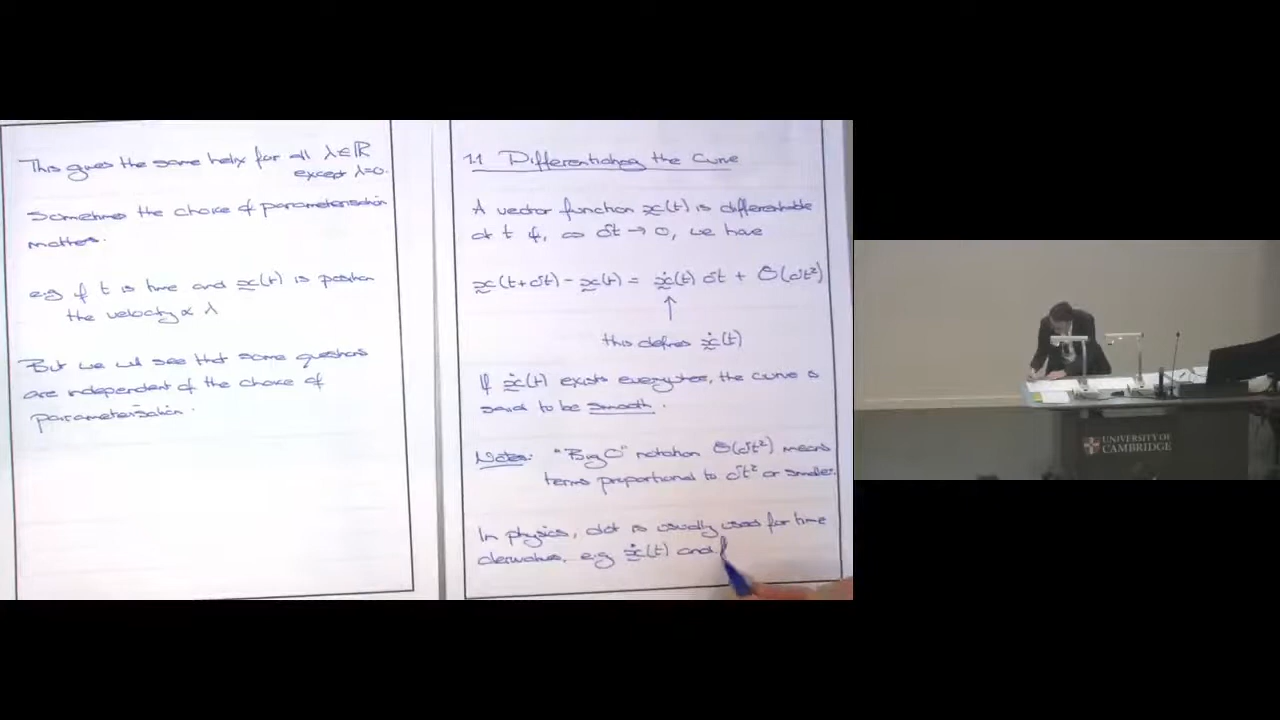 This gives the same helix for all λ∈ℝ
except λ=0.
Sometimes the choice of parameterisation
matters.
e.g. if t is time and x(t) is position
the velocity ∝ λ
But we will see that some questions
are independent of the choice of
parameterisation.
1.1 Differentiating the Curve
A vector function x(t) is differentiable
at t if, as δt → 0, we have
x(t+δt) − x(t) = ẋ(t) δt + O(δt²)
↑
this defines ẋ(t)
If ẋ(t) exists everywhere, the curve is
said to be smooth.
Notes: "Big O" notation O(δt²) means
terms proportional to δt² or smaller.
In physics, dot is usually used for time
derivative, e.g. ẋ(t) and
UNIVERSITY OF
CAMBRIDGE